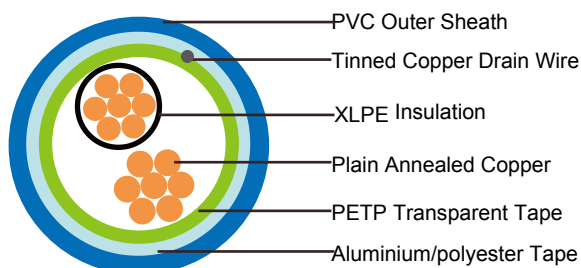 PVC Outer Sheath
Tinned Copper Drain Wire
XLPE Insulation
Plain Annealed Copper
PETP Transparent Tape
Aluminium/polyester Tape